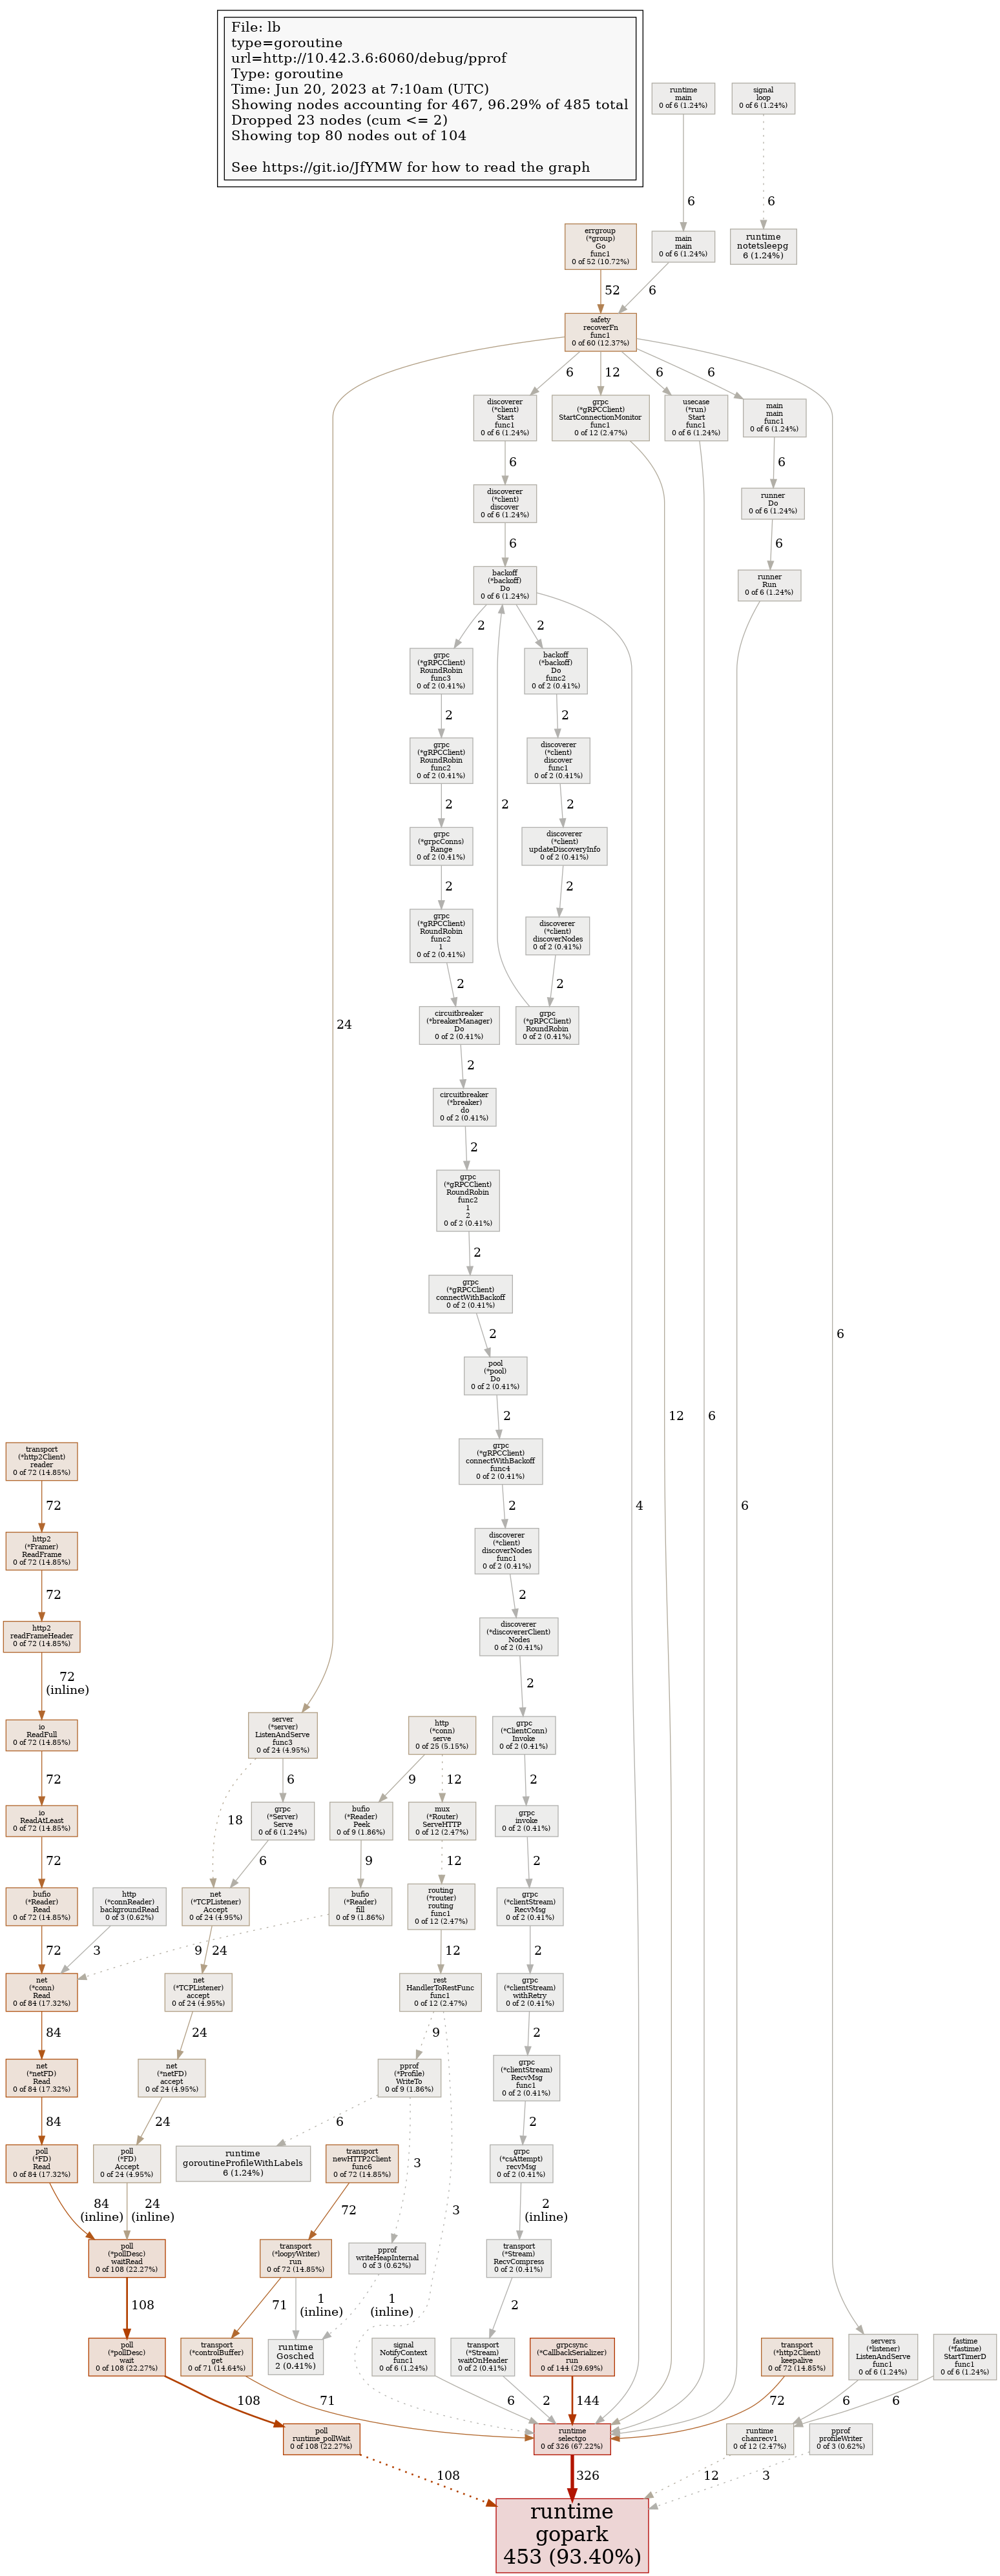 File: lb
type=goroutine
url=http://10.42.3.6:6060/debug/pprof
Type: goroutine
Time: Jun 20, 2023 at 7:10am (UTC)
Showing nodes accounting for 467, 96.29% of 485 total
Dropped 23 nodes (cum <= 2)
Showing top 80 nodes out of 104
See https://git.io/JfYMW for how to read the graph
runtime
main
0 of 6 (1.24%)
signal
loop
0 of 6 (1.24%)
6
6
errgroup
(*group)
Go
func1
0 of 52 (10.72%)
main
main
0 of 6 (1.24%)
runtime
notetsleepg
6 (1.24%)
52
6
safety
recoverFn
func1
0 of 60 (12.37%)
6
12
6
6
discoverer
(*client)
Start
func1
0 of 6 (1.24%)
grpc
(*gRPCClient)
StartConnectionMonitor
func1
0 of 12 (2.47%)
usecase
(*run)
Start
func1
0 of 6 (1.24%)
main
main
func1
0 of 6 (1.24%)
6
6
discoverer
(*client)
discover
0 of 6 (1.24%)
runner
Do
0 of 6 (1.24%)
6
6
backoff
(*backoff)
Do
0 of 6 (1.24%)
runner
Run
0 of 6 (1.24%)
2
2
grpc
(*gRPCClient)
RoundRobin
func3
0 of 2 (0.41%)
backoff
(*backoff)
Do
func2
0 of 2 (0.41%)
2
2
grpc
(*gRPCClient)
RoundRobin
func2
0 of 2 (0.41%)
discoverer
(*client)
discover
func1
0 of 2 (0.41%)
2
2
2
grpc
(*grpcConns)
Range
0 of 2 (0.41%)
discoverer
(*client)
updateDiscoveryInfo
0 of 2 (0.41%)
2
2
grpc
(*gRPCClient)
RoundRobin
func2
1
0 of 2 (0.41%)
discoverer
(*client)
discoverNodes
0 of 2 (0.41%)
2
2
circuitbreaker
(*breakerManager)
Do
0 of 2 (0.41%)
grpc
(*gRPCClient)
RoundRobin
0 of 2 (0.41%)
24
2
circuitbreaker
(*breaker)
do
0 of 2 (0.41%)
2
grpc
(*gRPCClient)
RoundRobin
func2
1
2
0 of 2 (0.41%)
2
grpc
(*gRPCClient)
connectWithBackoff
0 of 2 (0.41%)
2
6
pool
(*pool)
Do
0 of 2 (0.41%)
2
12
6
transport
(*http2Client)
reader
0 of 72 (14.85%)
grpc
(*gRPCClient)
connectWithBackoff
func4
0 of 2 (0.41%)
72
2
4
6
http2
(*Framer)
ReadFrame
0 of 72 (14.85%)
discoverer
(*client)
discoverNodes
func1
0 of 2 (0.41%)
72
2
http2
readFrameHeader
0 of 72 (14.85%)
discoverer
(*discovererClient)
Nodes
0 of 2 (0.41%)
72
(inline)
2
io
ReadFull
0 of 72 (14.85%)
server
(*server)
ListenAndServe
func3
0 of 24 (4.95%)
http
(*conn)
serve
0 of 25 (5.15%)
grpc
(*ClientConn)
Invoke
0 of 2 (0.41%)
72
6
9
12
2
io
ReadAtLeast
0 of 72 (14.85%)
18
grpc
(*Server)
Serve
0 of 6 (1.24%)
bufio
(*Reader)
Peek
0 of 9 (1.86%)
mux
(*Router)
ServeHTTP
0 of 12 (2.47%)
grpc
invoke
0 of 2 (0.41%)
72
6
9
12
2
bufio
(*Reader)
Read
0 of 72 (14.85%)
http
(*connReader)
backgroundRead
0 of 3 (0.62%)
net
(*TCPListener)
Accept
0 of 24 (4.95%)
bufio
(*Reader)
fill
0 of 9 (1.86%)
routing
(*router)
routing
func1
0 of 12 (2.47%)
grpc
(*clientStream)
RecvMsg
0 of 2 (0.41%)
72
3
9
24
12
2
net
(*conn)
Read
0 of 84 (17.32%)
net
(*TCPListener)
accept
0 of 24 (4.95%)
rest
HandlerToRestFunc
func1
0 of 12 (2.47%)
grpc
(*clientStream)
withRetry
0 of 2 (0.41%)
84
24
9
2
net
(*netFD)
Read
0 of 84 (17.32%)
net
(*netFD)
accept
0 of 24 (4.95%)
pprof
(*Profile)
WriteTo
0 of 9 (1.86%)
grpc
(*clientStream)
RecvMsg
func1
0 of 2 (0.41%)
84
24
6
2
poll
(*FD)
Read
0 of 84 (17.32%)
poll
(*FD)
Accept
0 of 24 (4.95%)
runtime
goroutineProfileWithLabels
6 (1.24%)
transport
newHTTP2Client
func6
0 of 72 (14.85%)
3
grpc
(*csAttempt)
recvMsg
0 of 2 (0.41%)
84
(inline)
24
(inline)
72
3
2
(inline)
poll
(*pollDesc)
waitRead
0 of 108 (22.27%)
transport
(*loopyWriter)
run
0 of 72 (14.85%)
pprof
writeHeapInternal
0 of 3 (0.62%)
transport
(*Stream)
RecvCompress
0 of 2 (0.41%)
108
71
1
(inline)
1
(inline)
2
poll
(*pollDesc)
wait
0 of 108 (22.27%)
transport
(*controlBuffer)
get
0 of 71 (14.64%)
runtime
Gosched
2 (0.41%)
signal
NotifyContext
func1
0 of 6 (1.24%)
transport
(*Stream)
waitOnHeader
0 of 2 (0.41%)
grpcsync
(*CallbackSerializer)
run
0 of 144 (29.69%)
transport
(*http2Client)
keepalive
0 of 72 (14.85%)
servers
(*listener)
ListenAndServe
func1
0 of 6 (1.24%)
fastime
(*fastime)
StartTimerD
func1
0 of 6 (1.24%)
108
71
6
2
144
72
6
6
poll
runtime_pollWait
0 of 108 (22.27%)
runtime
selectgo
0 of 326 (67.22%)
runtime
chanrecv1
0 of 12 (2.47%)
pprof
profileWriter
0 of 3 (0.62%)
108
326
12
3
runtime
gopark
453 (93.40%)